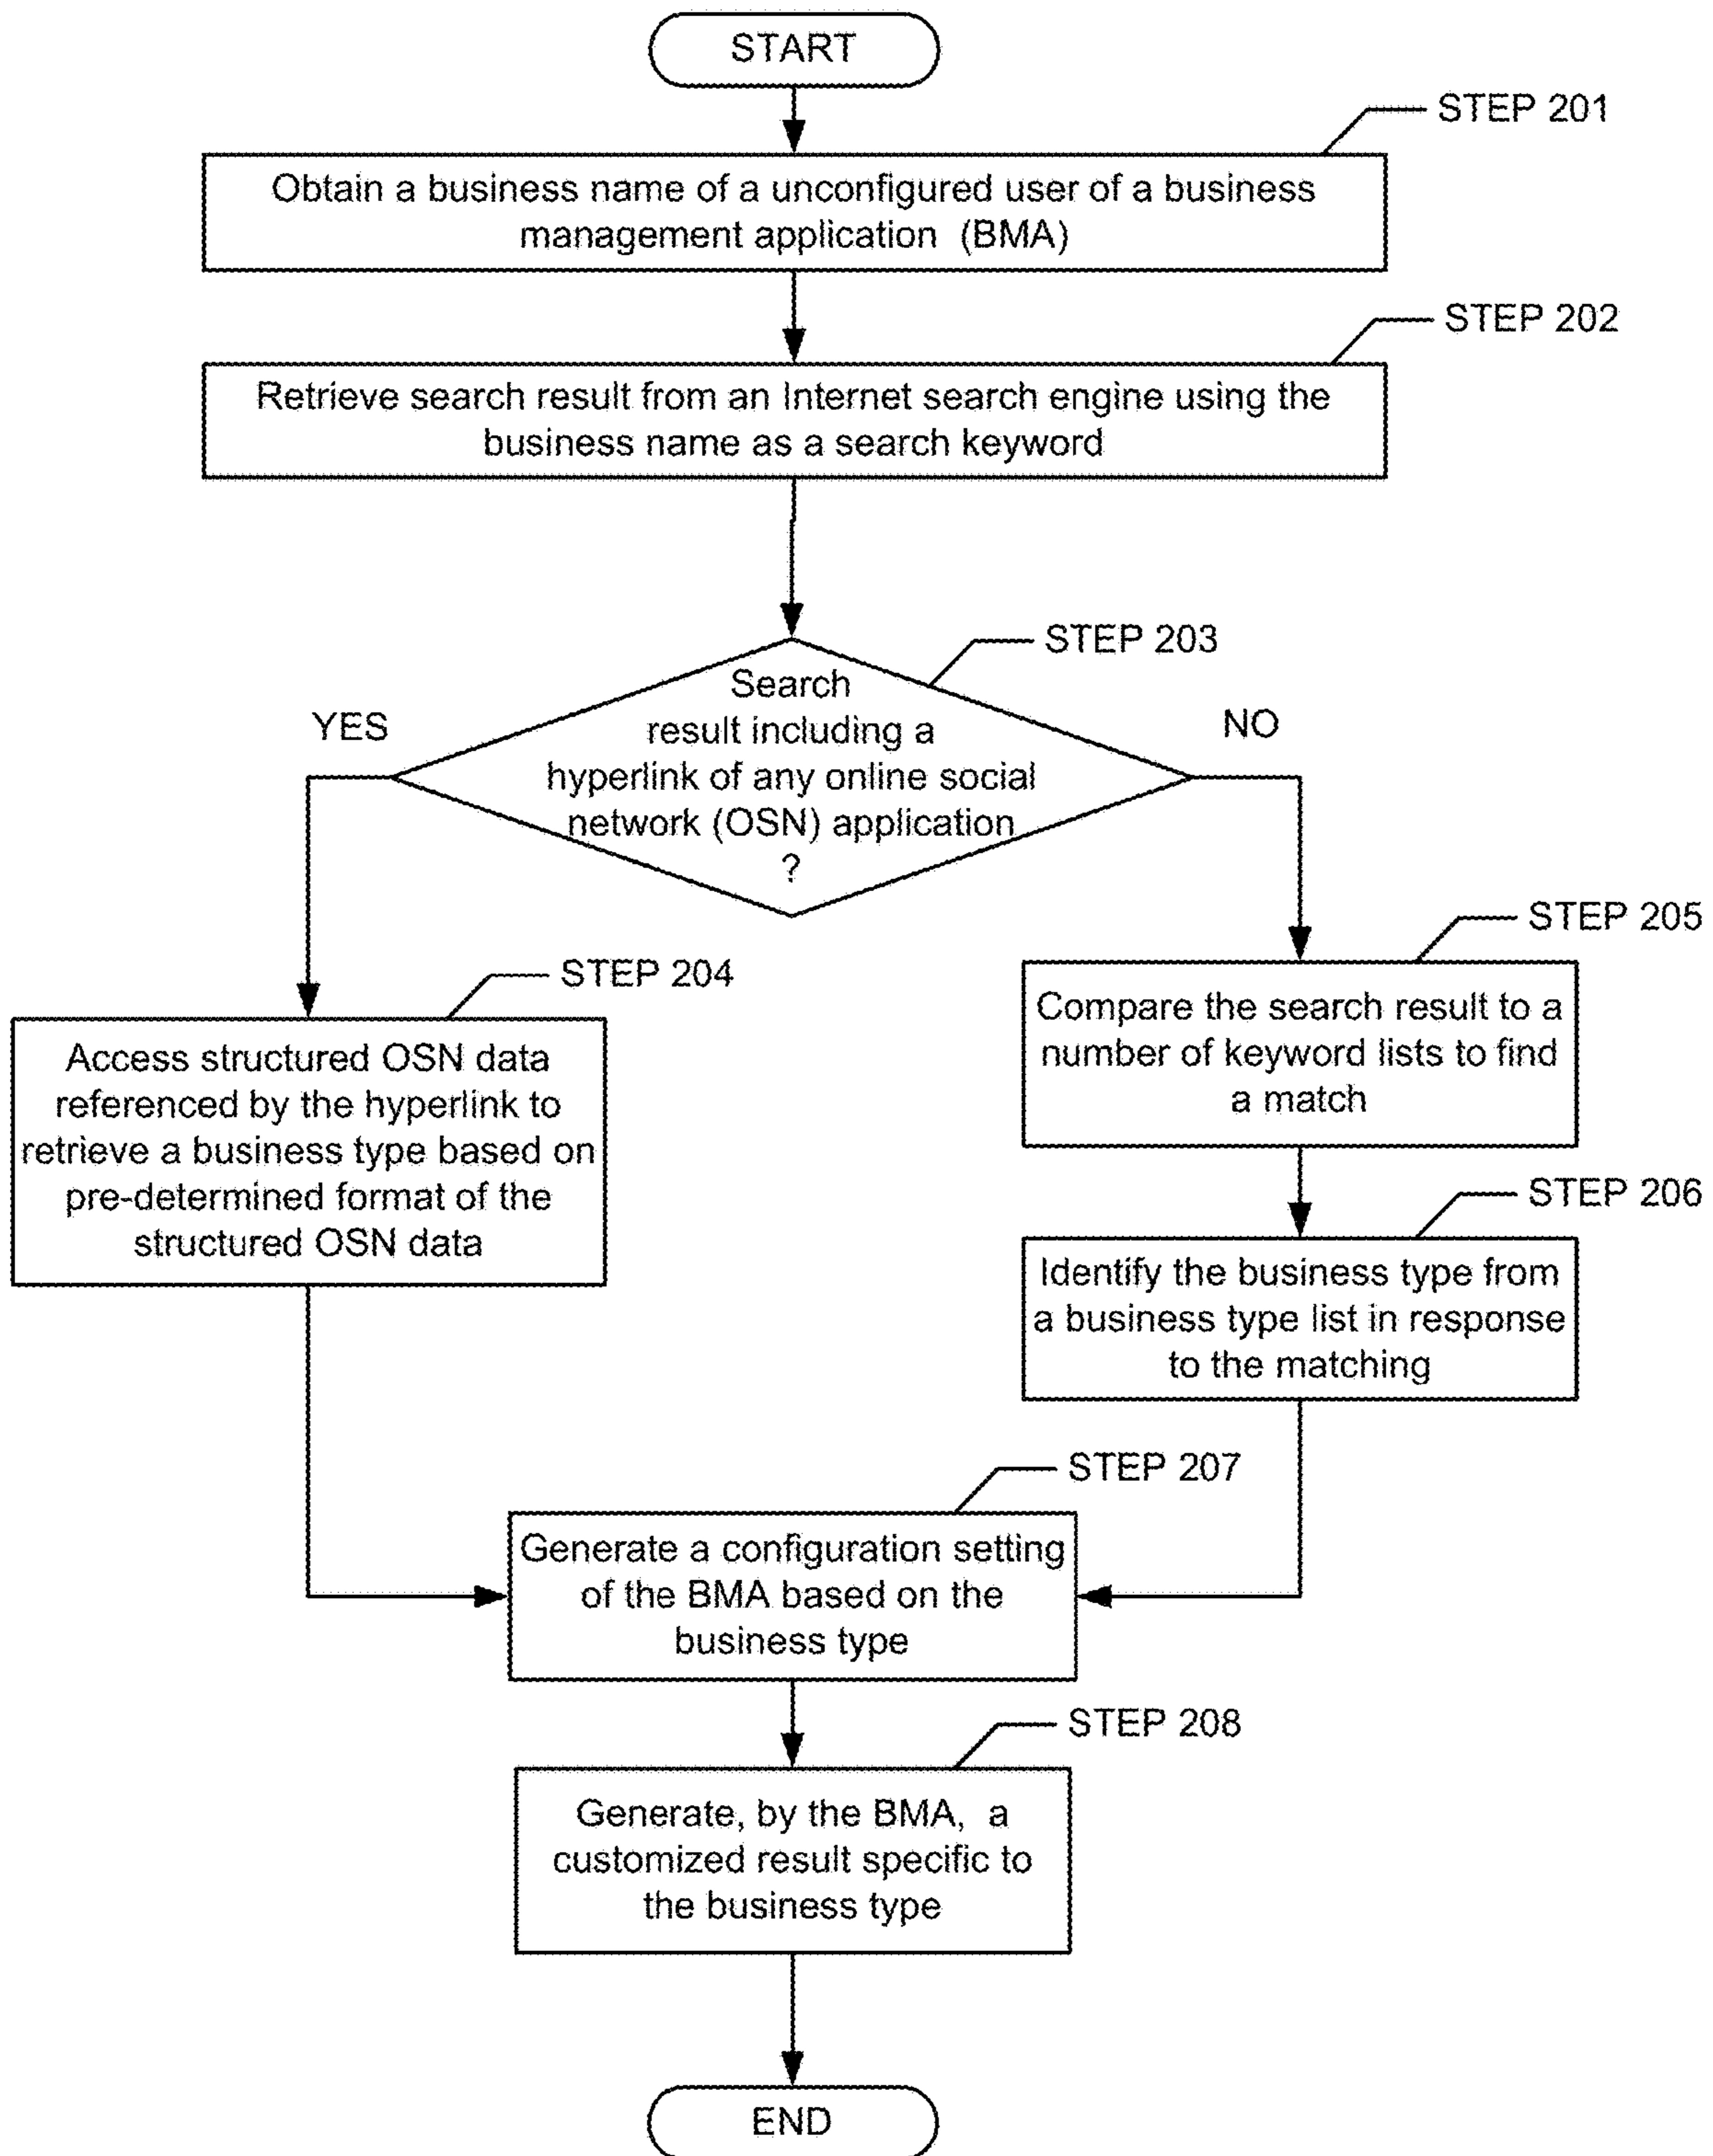 START
STEP 201
Obtain a business name of a unconfigured user of a business
management application (BMA)
STEP 202
Retrieve search result from an Internet search engine using the
business name as a search keyword
STEP 203
Search
result including a
hyperlink of any online social
network (OSN) application
?
YES
NO
STEP 204
Access structured OSN data
referenced by the hyperlink to
retrieve a business type based on
pre-determined format of the
structured OSN data
STEP 205
Compare the search result to a
number of keyword lists to find
a match
STEP 206
Identify the business type from
a business type list in response
to the matching
STEP 207
Generate a configuration setting
of the BMA based on the
business type
STEP 208
Generate, by the BMA, a
customized result specific to
the business type
END